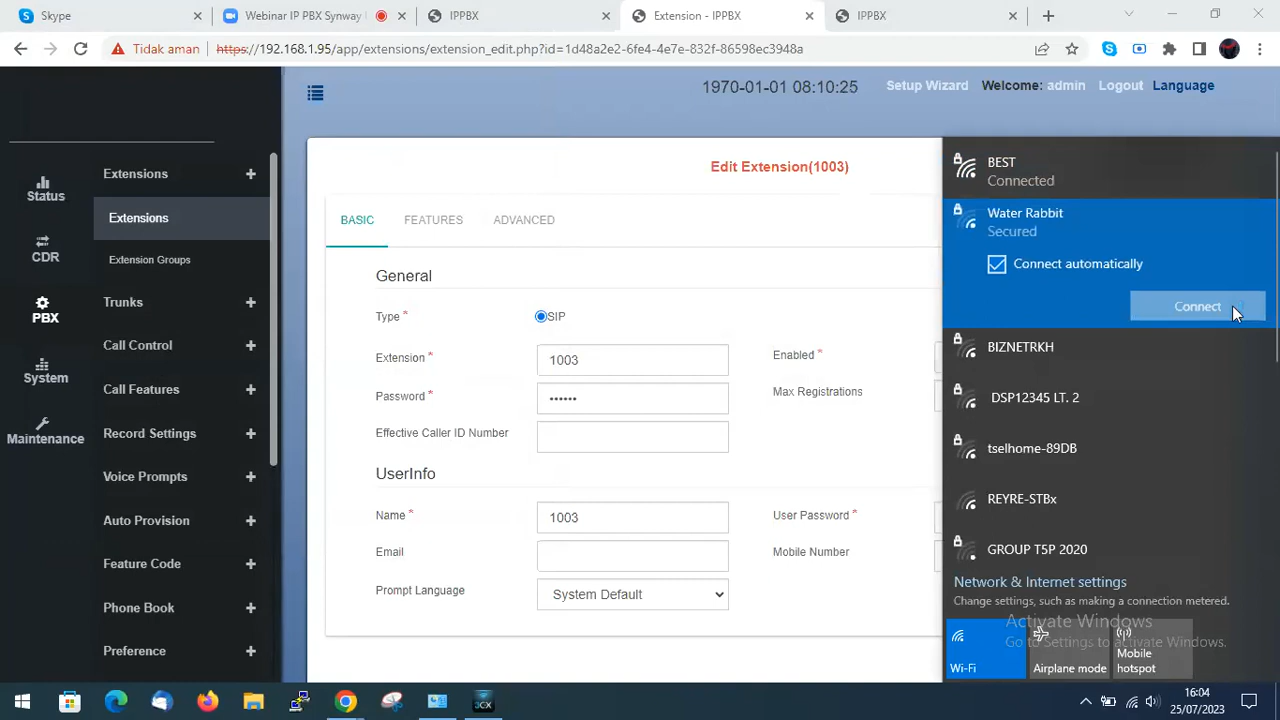 Skype
Webinar IP PBX Synway
IPPBX
Extension - IPPBX
IPPBX
Tidak aman
https://192.168.1.95/app/extensions/extension_edit.php?id=1d48a2e2-6fe4-4e7e-832f-86598ec3948a
1970-01-01 08:10:25
Setup Wizard
Welcome: admin
Logout
Language
Status
CDR
PBX
System
Maintenance
Extensions +
Extensions
Extension Groups
Trunks +
Call Control +
Call Features +
Record Settings +
Voice Prompts +
Auto Provision +
Feature Code +
Phone Book +
Preference +
Edit Extension(1003)
BASIC
FEATURES
ADVANCED
General
Type *
SIP
Extension *
1003
Enabled *
Password *
••••••
Max Registrations
Effective Caller ID Number
UserInfo
Name *
1003
User Password *
Email
Mobile Number
Prompt Language
System Default
BEST
Connected
Water Rabbit
Secured
Connect automatically
Connect
BIZNETRKH
DSP12345 LT. 2
tselhome-89DB
REYRE-STBx
GROUP T5P 2020
Network & Internet settings
Change settings, such as making a connection metered.
Activate Windows
Go to Settings to activate Windows.
Wi-Fi
Airplane mode
Mobile
hotspot
3CX
16:04
25/07/2023